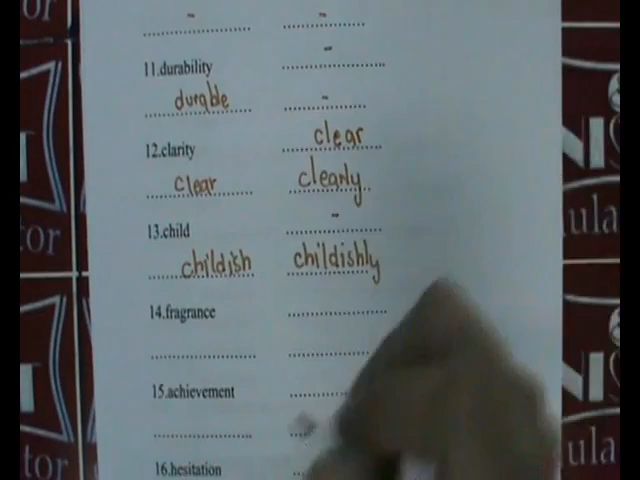 - -
11.durability -
durable -
12.clarity clear
clear clearly
13.child -
childish childishly
14.fragrance
15.achievement
16.hesitation